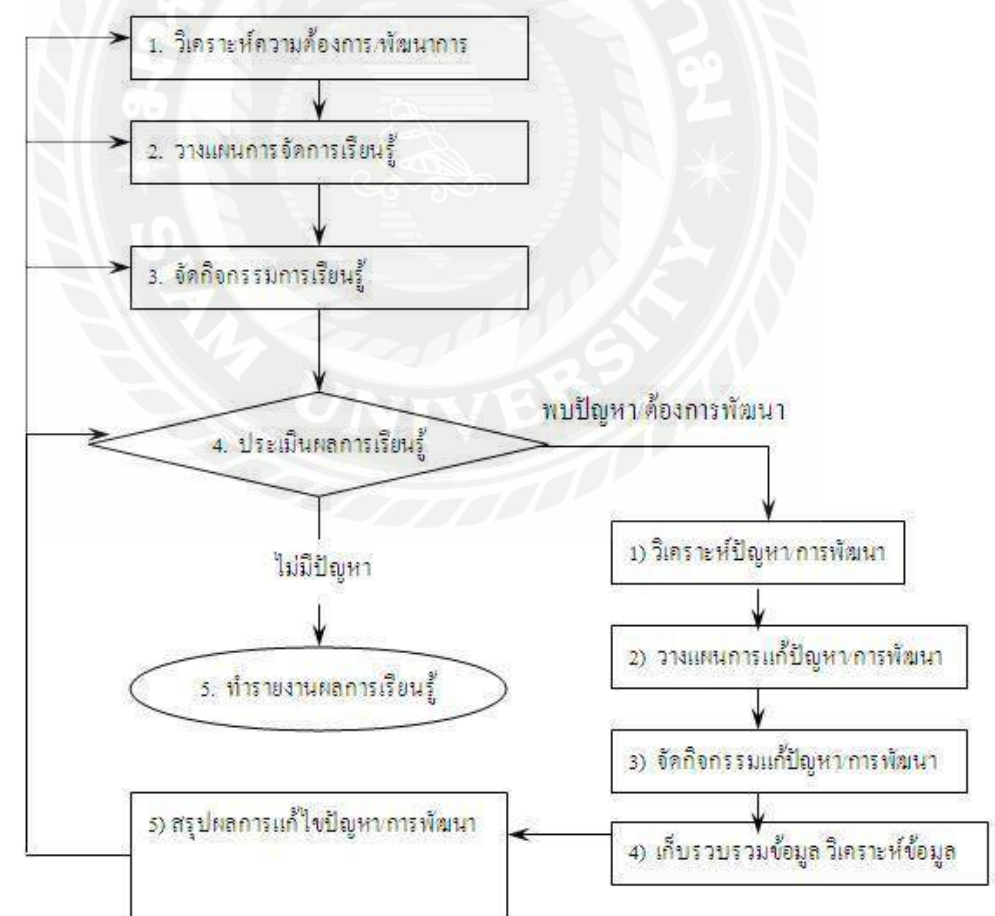 1. วิเคราะห์ความต้องการ/พัฒนาการ
2. วางแผนการจัดการเรียนรู้
3. จัดกิจกรรมการเรียนรู้
SIAM UNIVERSITY
พบปัญหา/ต้องการพัฒนา
4. ประเมินผลการเรียนรู้
1) วิเคราะห์ปัญหา/การพัฒนา
ไม่มีปัญหา
2) วางแผนการแก้ปัญหา/การพัฒนา
5. ทำรายงานผลการเรียนรู้
3) จัดกิจกรรมแก้ปัญหา/การพัฒนา
5) สรุปผลการแก้ไขปัญหา/การพัฒนา
4) เก็บรวบรวมข้อมูล วิเคราะห์ข้อมูล